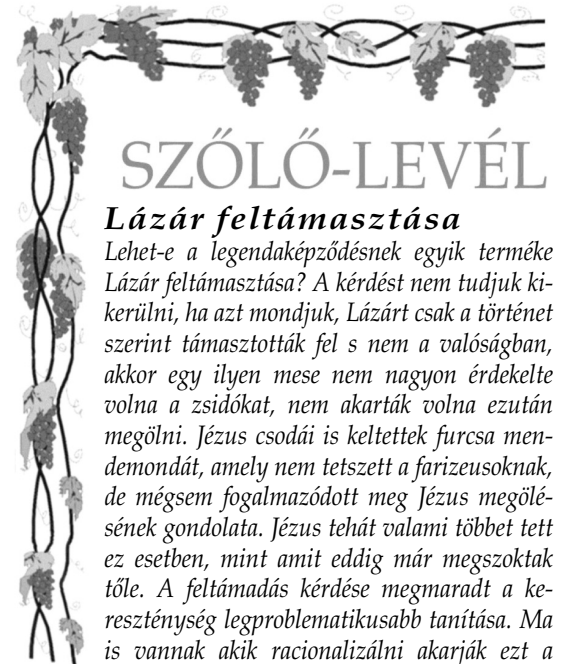 SZŐLŐ-LEVÉL
Lázár feltámasztása
Lehet-e a legendaképződésnek egyik terméke
Lázár feltámasztása? A kérdést nem tudjuk ki-
kerülni, ha azt mondjuk, Lázárt csak a történet
szerint támasztották fel s nem a valóságban,
akkor egy ilyen mese nem nagyon érdekelte
volna a zsidókat, nem akarták volna ezután
megölni. Jézus csodái is keltettek furcsa men-
demondát, amely nem tetszett a farizeusoknak,
de mégsem fogalmazódott meg Jézus megölé-
sének gondolata. Jézus tehát valami többet tett
ez esetben, mint amit eddig már megszoktak
tőle. A feltámadás kérdése megmaradt a ke-
reszténység legproblematikusabb tanítása. Ma
is vannak akik racionalizálni akarják ezt a